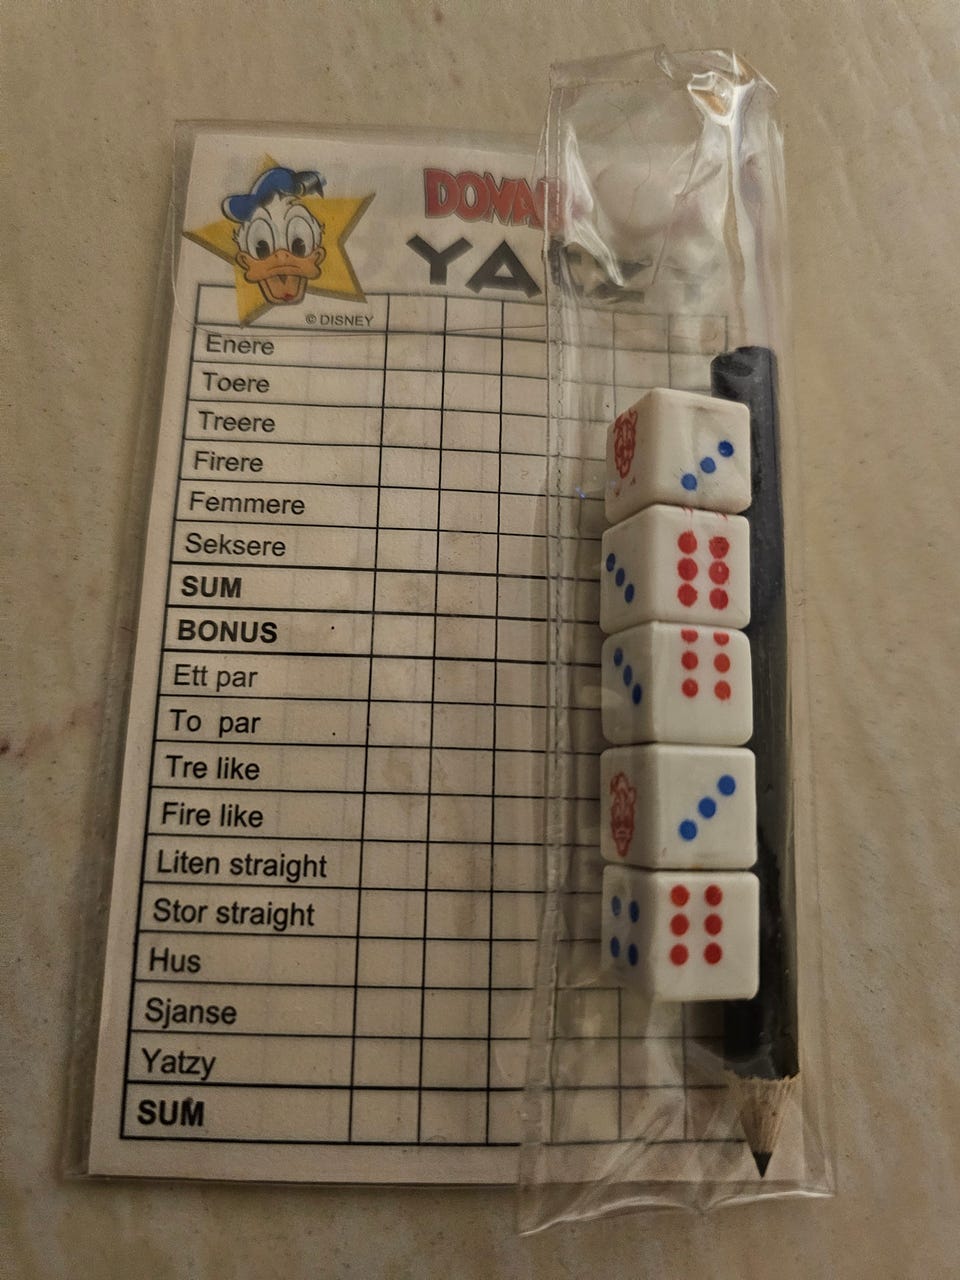 YATZY
© DISNEY
Enere
Toere
Treere
Firere
Femmere
Seksere
SUM
BONUS
Ett par
To par
Tre like
Fire like
Liten straight
Stor straight
Hus
Sjanse
Yatzy
SUM